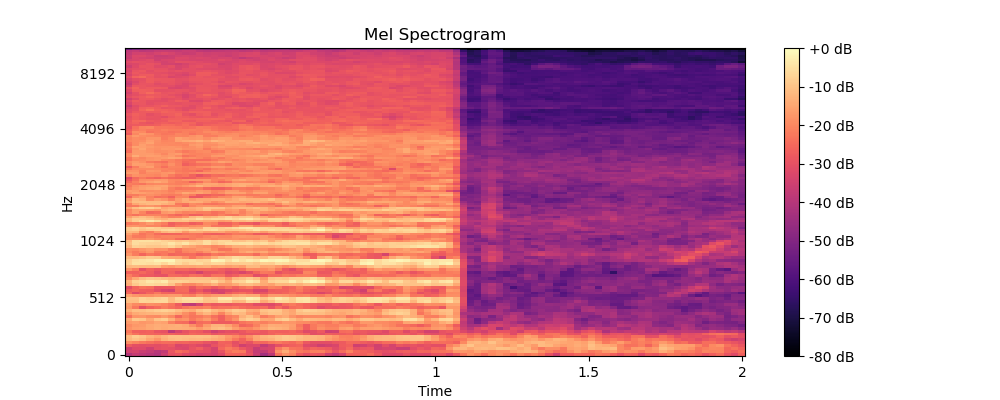 Mel Spectrogram
Hz
8192
4096
2048
1024
512
0
0
0.5
1
1.5
2
Time
+0 dB
-10 dB
-20 dB
-30 dB
-40 dB
-50 dB
-60 dB
-70 dB
-80 dB